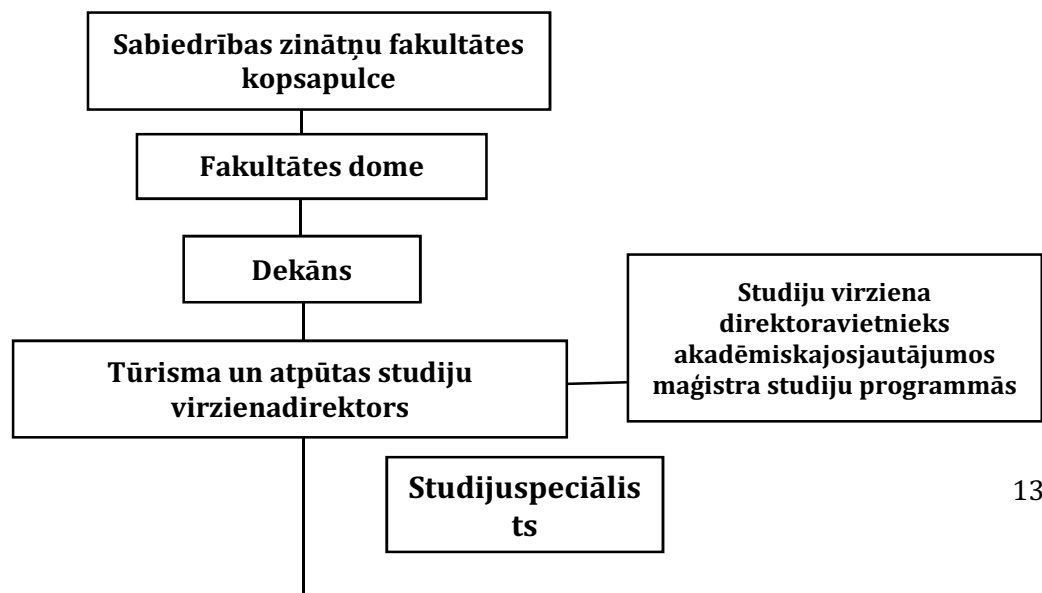 Sabiedrības zinātņu fakultātes
kopsapulce
Fakultātes dome
Dekāns
Studiju virziena
direktoravietnieks
akadēmiskajosjautājumos
maģistra studiju programmās
Tūrisma un atpūtas studiju
virzienadirektors
Studijuspeciālis
ts
13